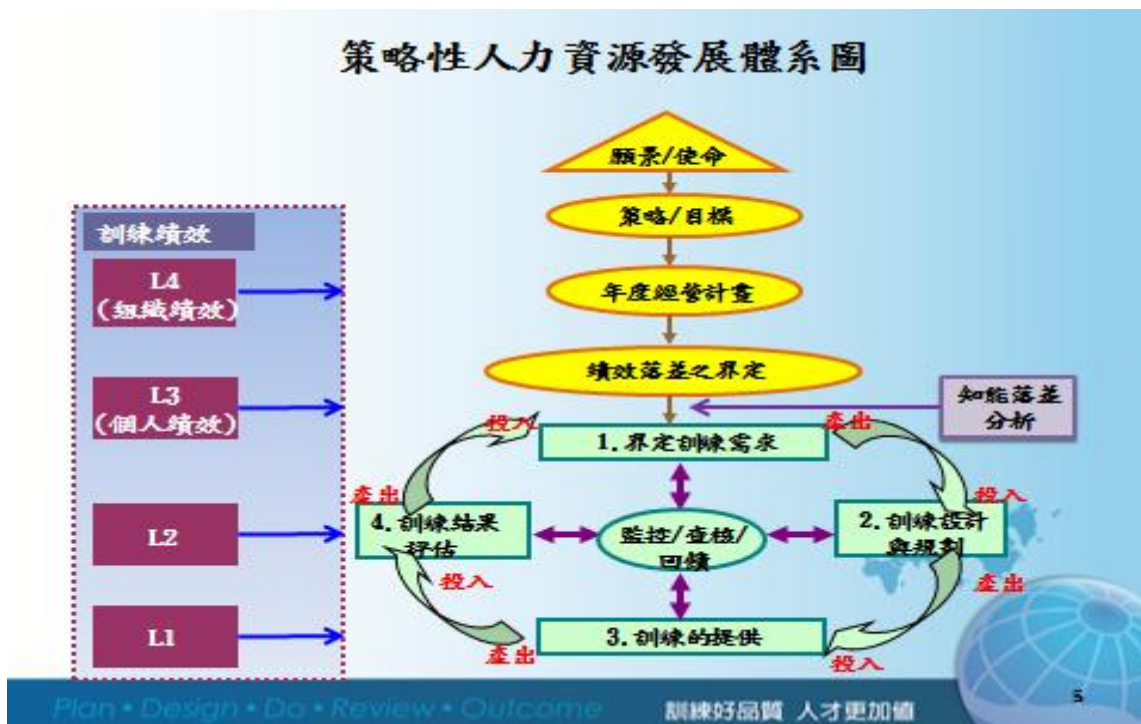 策略性人力資源發展體系圖
願景/使命
策略/目標
年度經營計畫
績效落差之界定
知能落差
分析
訓練績效
L4
(組織績效)
L3
(個人績效)
L2
L1
投入
1.界定訓練需求
產出
產出
投入
4.訓練結果
評估
監控/查核/
回饋
2.訓練設計
與規劃
投入
產出
3.訓練的提供
產出
投入
Plan • Design • Do • Review • Outcome
訓練好品質 人才更加值
5